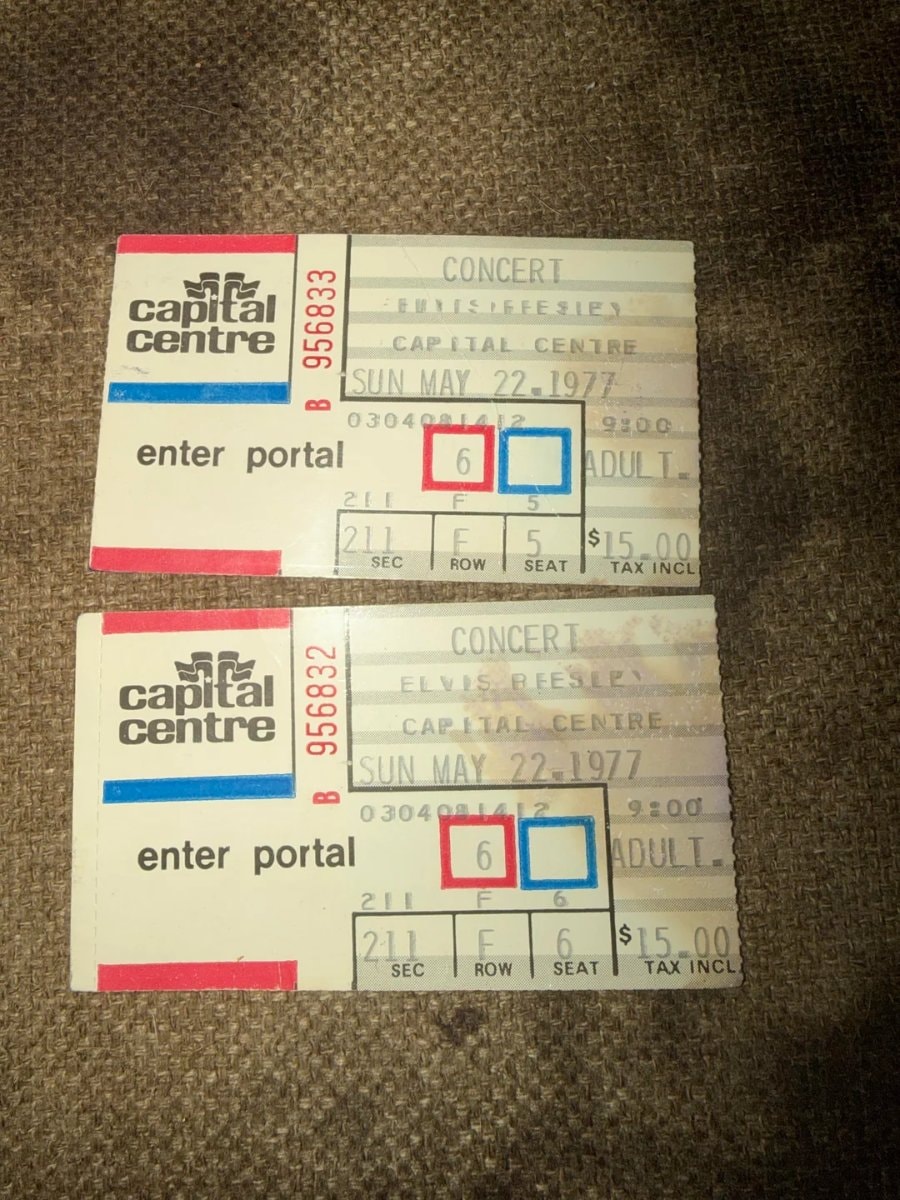 capital
centre
B 956833
CONCERT
CAPITAL CENTRE
SUN MAY 22.1977
0304081412 9:00
enter portal 6 ADULT.
211 F 5
211 F 5 $15.00
SEC ROW SEAT TAX INCL
capital
centre
B 956832
CONCERT
ELVIS
CAPITAL CENTRE
SUN MAY 22.1977
0304081412 9:00
enter portal 6 ADULT.
211 F 6
211 F 6 $15.00
SEC ROW SEAT TAX INCL